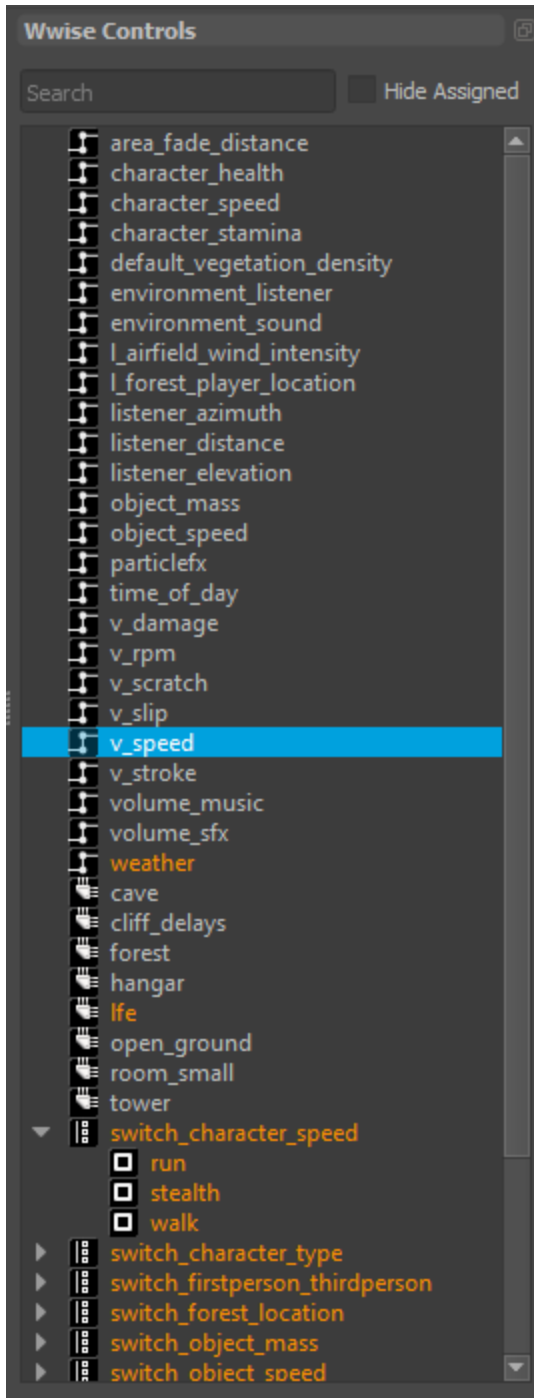 Wwise Controls
Search Hide Assigned
area_fade_distance
character_health
character_speed
character_stamina
default_vegetation_density
environment_listener
environment_sound
l_airfield_wind_intensity
l_forest_player_location
listener_azimuth
listener_distance
listener_elevation
object_mass
object_speed
particlefx
time_of_day
v_damage
v_rpm
v_scratch
v_slip
v_speed
v_stroke
volume_music
volume_sfx
weather
cave
cliff_delays
forest
hangar
lfe
open_ground
room_small
tower
switch_character_speed
run
stealth
walk
switch_character_type
switch_firstperson_thirdperson
switch_forest_location
switch_object_mass
switch_object_speed